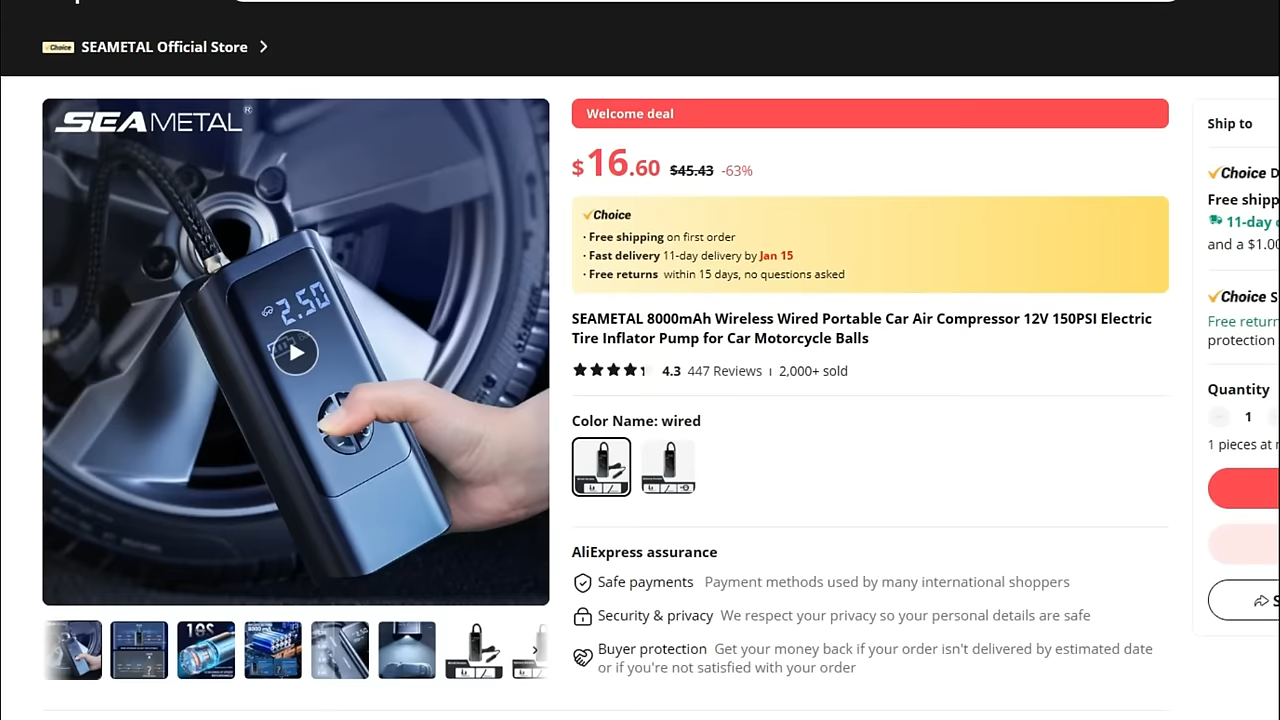 Choice SEAMETAL Official Store
SEAMETAL®
2.50
Welcome deal
$16.60 $45.43 -63%
Choice
· Free shipping on first order
· Fast delivery 11-day delivery by Jan 15
· Free returns within 15 days, no questions asked
SEAMETAL 8000mAh Wireless Wired Portable Car Air Compressor 12V 150PSI Electric
Tire Inflator Pump for Car Motorcycle Balls
4.3 447 Reviews 2,000+ sold
Color Name: wired
AliExpress assurance
Safe payments Payment methods used by many international shoppers
Security & privacy We respect your privacy so your personal details are safe
Buyer protection Get your money back if your order isn't delivered by estimated date
or if you're not satisfied with your order
Ship to
Choice D
Free shipp
11-day
and a $1.0
Choice S
Free return
protection
Quantity
1
1 pieces at